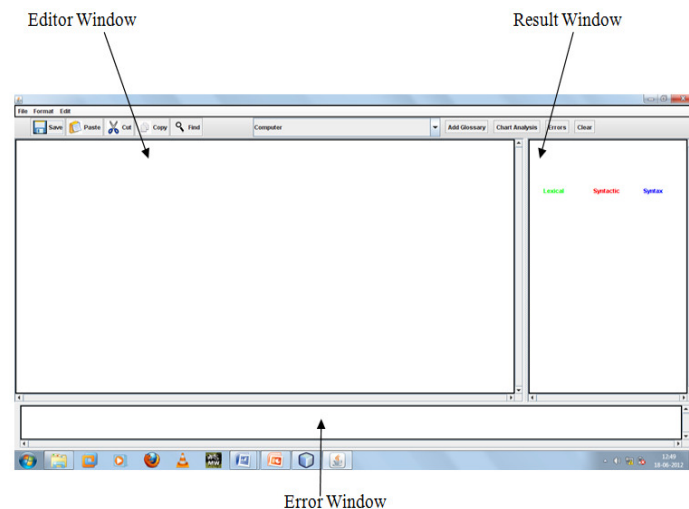 Editor Window Result Window
File Format Edit
Save Paste Cut Copy Find Computer Add Glossary Chart Analysis Errors Clear
Lexical Syntactic Syntax
12:49
18-06-2012
Error Window